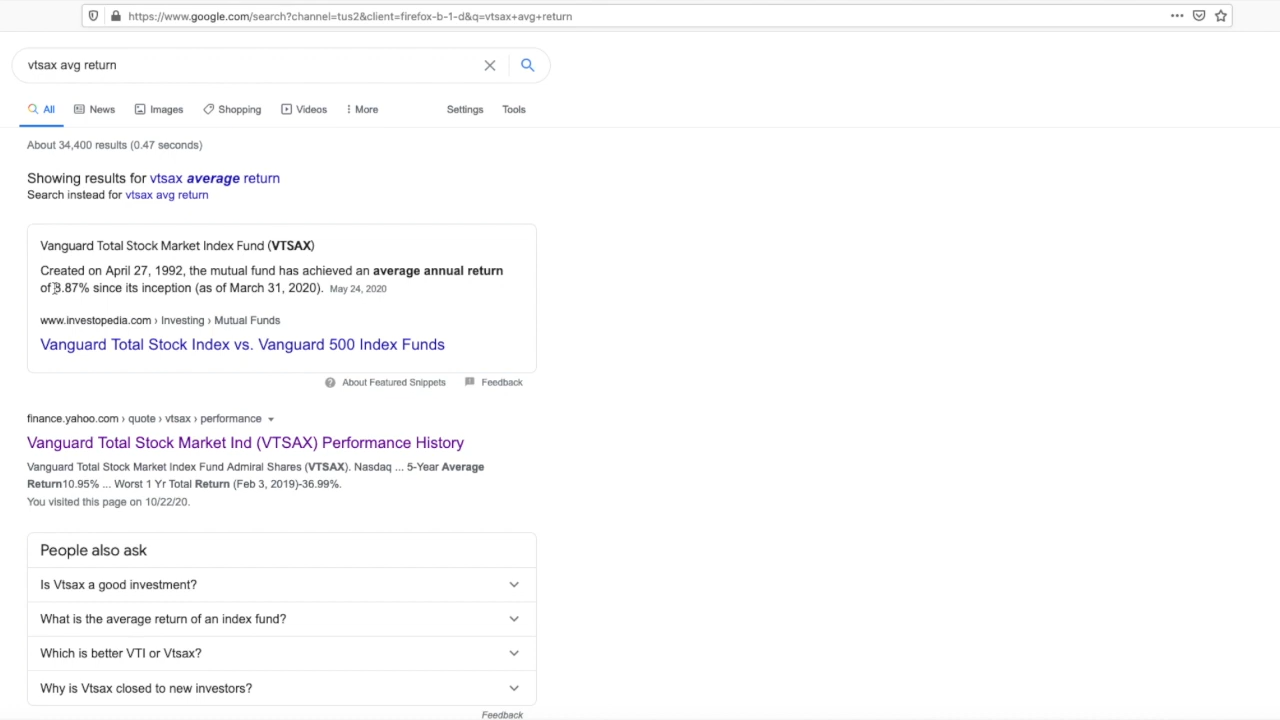 https://www.google.com/search?channel=tus2&client=firefox-b-1-d&q=vtsax+avg+return
vtsax avg return
All News Images Shopping Videos More Settings Tools
About 34,400 results (0.47 seconds)
Showing results for vtsax average return
Search instead for vtsax avg return
Vanguard Total Stock Market Index Fund (VTSAX)
Created on April 27, 1992, the mutual fund has achieved an average annual return
of since its inception (as of March 31, 2020). May 24, 2020
www.investopedia.com › Investing › Mutual Funds
Vanguard Total Stock Index vs. Vanguard 500 Index Funds
About Featured Snippets Feedback
finance.yahoo.com › quote › vtsax › performance
Vanguard Total Stock Market Ind (VTSAX) Performance History
Vanguard Total Stock Market Index Fund Admiral Shares (VTSAX). Nasdaq ... 5-Year Average
Return10.95% ... Worst 1 Yr Total Return (Feb 3, 2019)-36.99%.
You visited this page on 10/22/20.
People also ask
Is Vtsax a good investment?
What is the average return of an index fund?
Which is better VTI or Vtsax?
Why is Vtsax closed to new investors?
Feedback